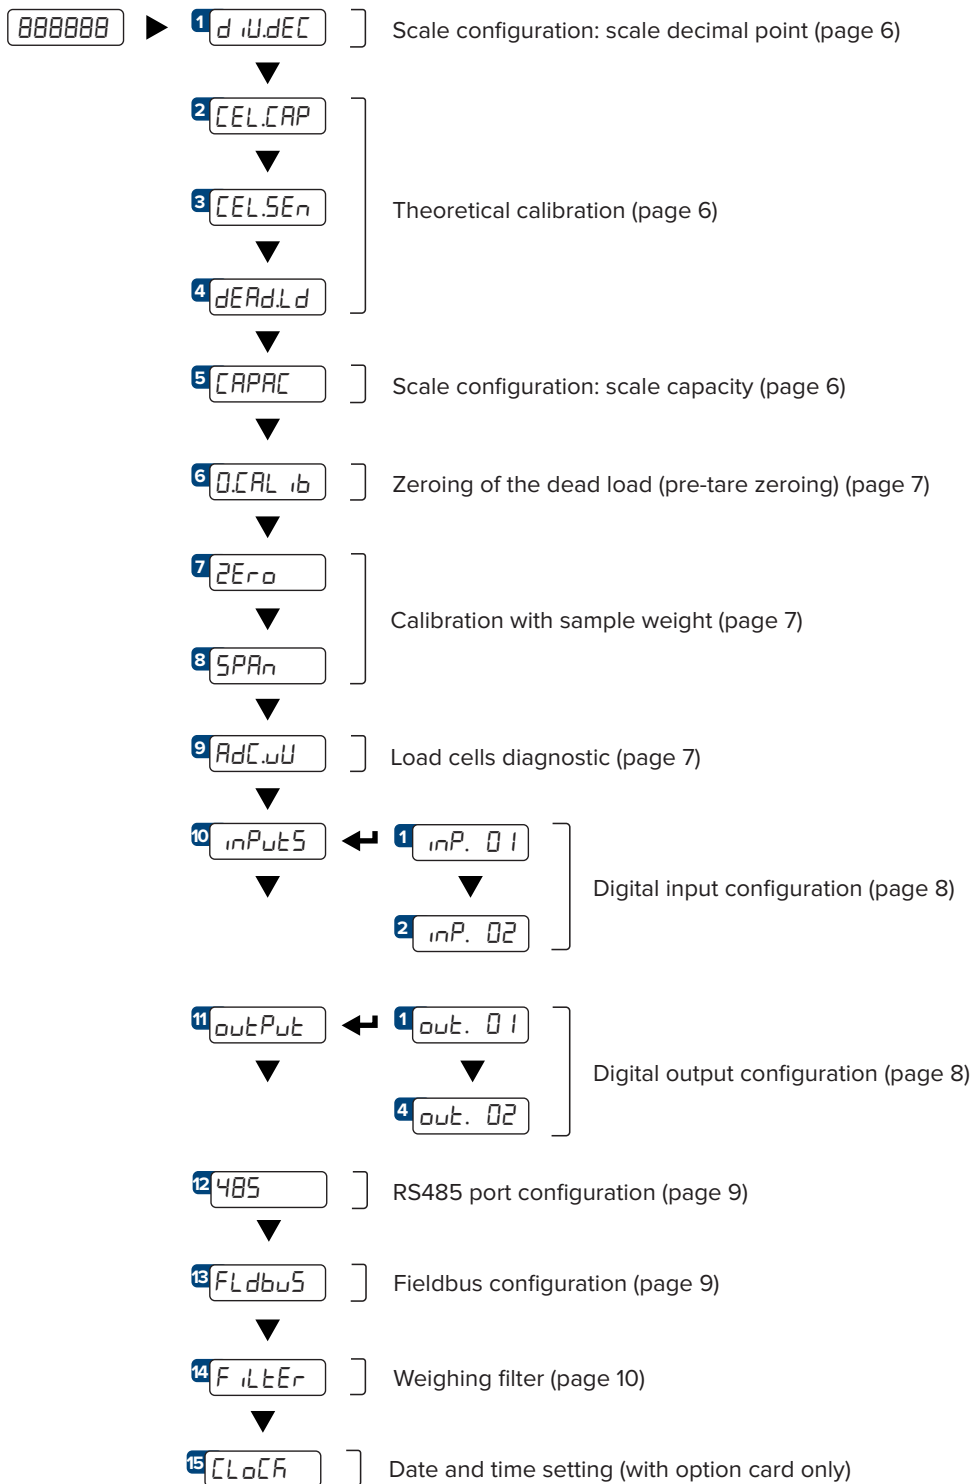 888888
1 diU.dEC Scale configuration: scale decimal point (page 6)
2 CEL.CAP
3 CEL.SEn Theoretical calibration (page 6)
4 dEAd.Ld
5 CAPAC Scale configuration: scale capacity (page 6)
6 0.CALib Zeroing of the dead load (pre-tare zeroing) (page 7)
7 2Ero
Calibration with sample weight (page 7)
8 SPAn
9 AdC.uU Load cells diagnostic (page 7)
10 inPutS 1 inP. 01
Digital input configuration (page 8)
2 inP. 02
11 outPut 1 out. 01
Digital output configuration (page 8)
4 out. 02
12 485 RS485 port configuration (page 9)
13 FLdbuS Fieldbus configuration (page 9)
14 FiLtEr Weighing filter (page 10)
15 CLoCK Date and time setting (with option card only)